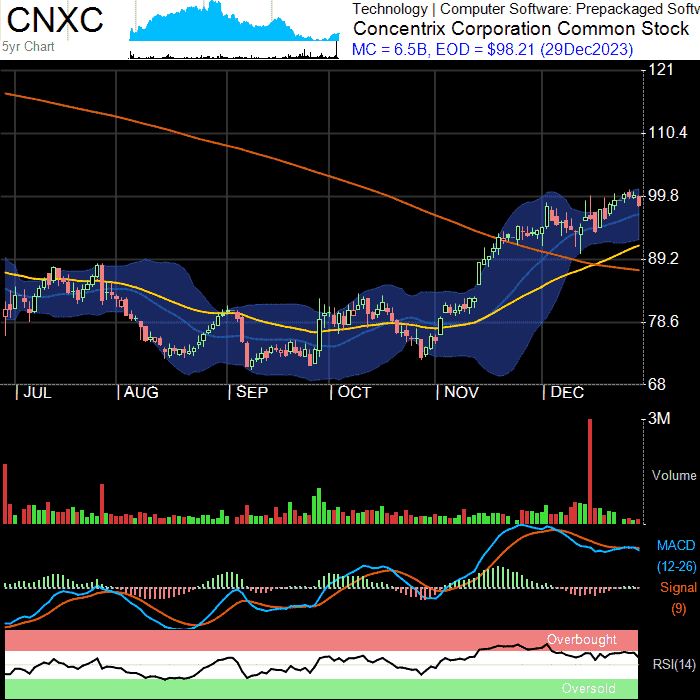 CNXC
5yr Chart
Technology | Computer Software: Prepackaged Softw
Concentrix Corporation Common Stock
MC = 6.5B, EOD = $98.21 (29Dec2023)
121
110.4
99.8
89.2
78.6
68
| JUL | AUG | SEP | OCT | NOV | DEC
3M
Volume
MACD
(12-26)
Signal
(9)
Overbought
RSI(14)
Oversold